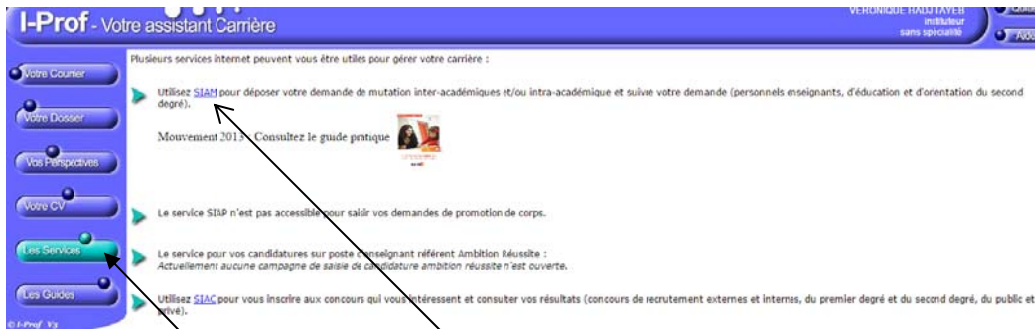 I-Prof - Votre assistant Carrière
VERONIQUE HADJTAYEB
instituteur
sans spécialité
Aide
Plusieurs services internet peuvent vous être utiles pour gérer votre carrière :
Votre Courrier
Utilisez SIAM pour déposer votre demande de mutation inter-académiques et/ou intra-académique et suivre votre demande (personnels enseignants, d'éducation et d'orientation du second
degré).
Votre Dossier
Mouvement 2013 : Consultez le guide pratique
Vos Perspectives
Votre CV
Le service SIAP n'est pas accessible pour saisir vos demandes de promotion de corps.
Les Services
Le service pour vos candidatures sur poste d'enseignant référent Ambition Réussite :
Actuellement aucune campagne de saisie de candidature ambition réussite n'est ouverte.
Les Guides
Utilisez SIAC pour vous inscrire aux concours qui vous intéressent et consulter vos résultats (concours de recrutement externes et internes, du premier degré et du second degré, du public et
privé).
© I-Prof V3